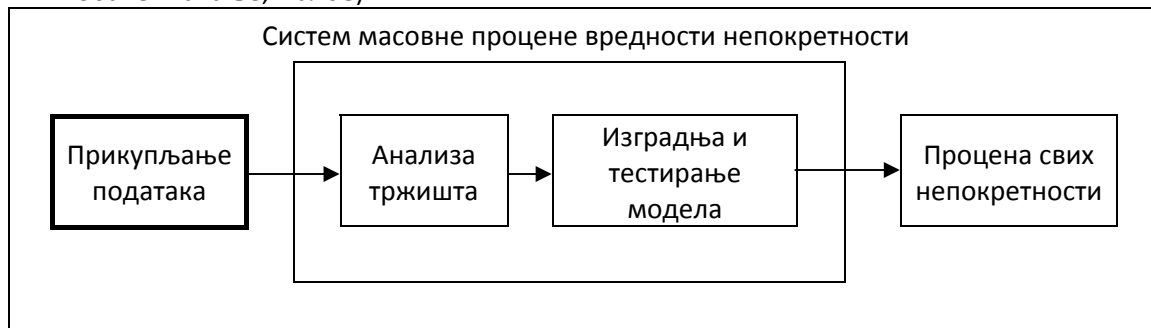 Систем масовне процене вредности непокретности
Прикупљање
података
Анализа
тржишта
Изградња и
тестирање
модела
Процена свих
непокретности